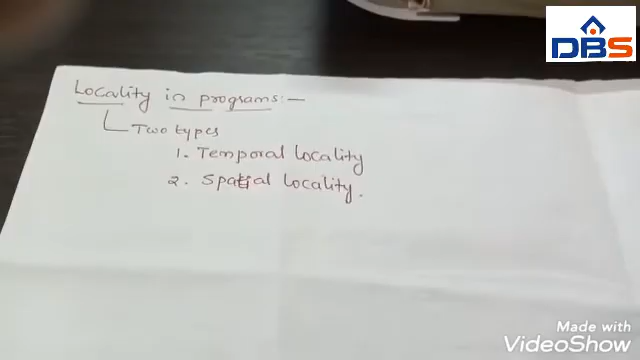 DBS
Locality in programs:-
Two types
1. Temporal locality
2. Spatial locality.
Made with
VideoShow